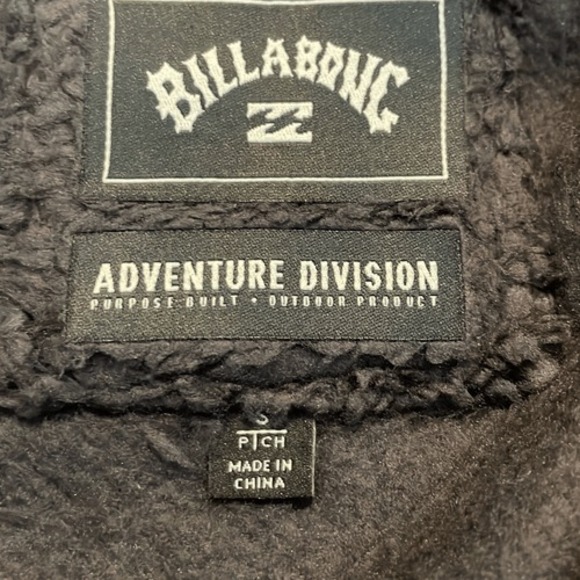 BILLABONG
ADVENTURE DIVISION
PURPOSE BUILT • OUTDOOR PRODUCT
S
P CH
MADE IN
CHINA